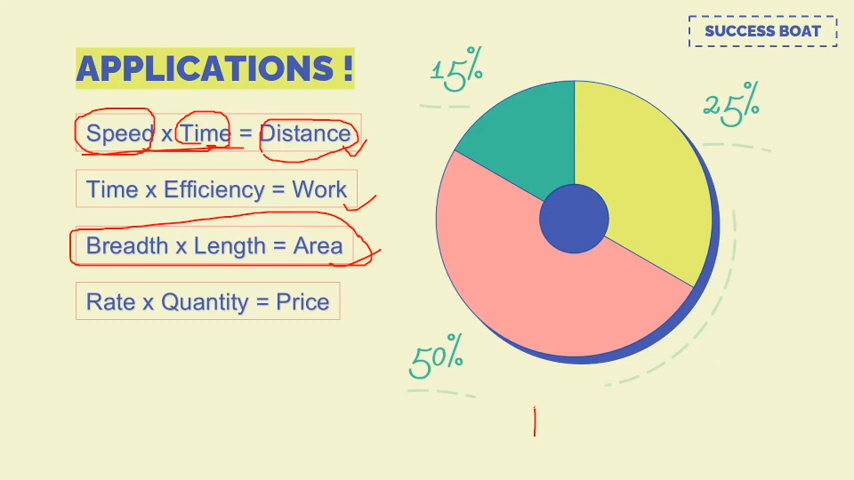 SUCCESS BOAT
APPLICATIONS !
15%
25%
Speed x Time = Distance
Time x Efficiency = Work
Breadth x Length = Area
Rate x Quantity = Price
50%